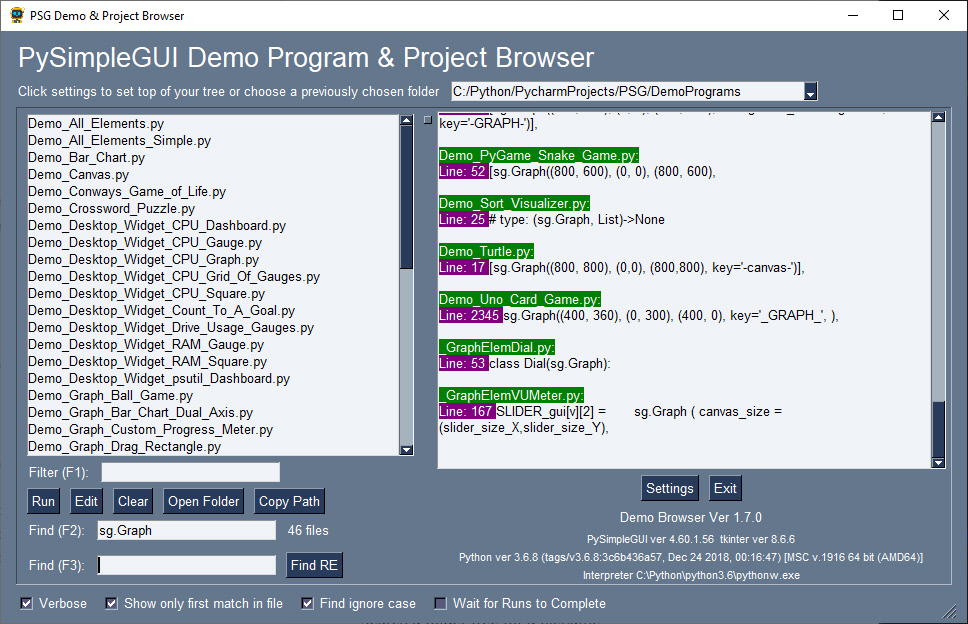 PSG Demo & Project Browser
PySimpleGUI Demo Program & Project Browser
Click settings to set top of your tree or choose a previously chosen folder
C:/Python/PycharmProjects/PSG/DemoPrograms
Demo_All_Elements.py
Demo_All_Elements_Simple.py
Demo_Bar_Chart.py
Demo_Canvas.py
Demo_Conways_Game_of_Life.py
Demo_Crossword_Puzzle.py
Demo_Desktop_Widget_CPU_Dashboard.py
Demo_Desktop_Widget_CPU_Gauge.py
Demo_Desktop_Widget_CPU_Graph.py
Demo_Desktop_Widget_CPU_Grid_Of_Gauges.py
Demo_Desktop_Widget_CPU_Square.py
Demo_Desktop_Widget_Count_To_A_Goal.py
Demo_Desktop_Widget_Drive_Usage_Gauges.py
Demo_Desktop_Widget_RAM_Gauge.py
Demo_Desktop_Widget_RAM_Square.py
Demo_Desktop_Widget_psutil_Dashboard.py
Demo_Graph_Ball_Game.py
Demo_Graph_Bar_Chart_Dual_Axis.py
Demo_Graph_Custom_Progress_Meter.py
Demo_Graph_Drag_Rectangle.py
Filter (F1):
Run
Edit
Clear
Open Folder
Copy Path
Find (F2):
sg.Graph
46 files
Find (F3):
Find RE
key='-GRAPH-')],
Demo_PyGame_Snake_Game.py:
Line: 52 [sg.Graph((800, 600), (0, 0), (800, 600),
Demo_Sort_Visualizer.py:
Line: 25 # type: (sg.Graph, List)->None
Demo_Turtle.py:
Line: 17 [sg.Graph((800, 800), (0,0), (800,800), key='-canvas-')],
Demo_Uno_Card_Game.py:
Line: 2345 sg.Graph((400, 360), (0, 300), (400, 0), key='_GRAPH_', ),
_GraphElemDial.py:
Line: 53 class Dial(sg.Graph):
_GraphElemVUMeter.py:
Line: 167 SLIDER_gui[v][2] = sg.Graph ( canvas_size =
(slider_size_X,slider_size_Y),
Settings
Exit
Demo Browser Ver 1.7.0
PySimpleGUI ver 4.60.1.56 tkinter ver 8.6.6
Python ver 3.6.8 (tags/v3.6.8:3c6b436a57, Dec 24 2018, 00:16:47) [MSC v.1916 64 bit (AMD64)]
Interpreter C:\Python\python3.6\pythonw.exe
Verbose
Show only first match in file
Find ignore case
Wait for Runs to Complete